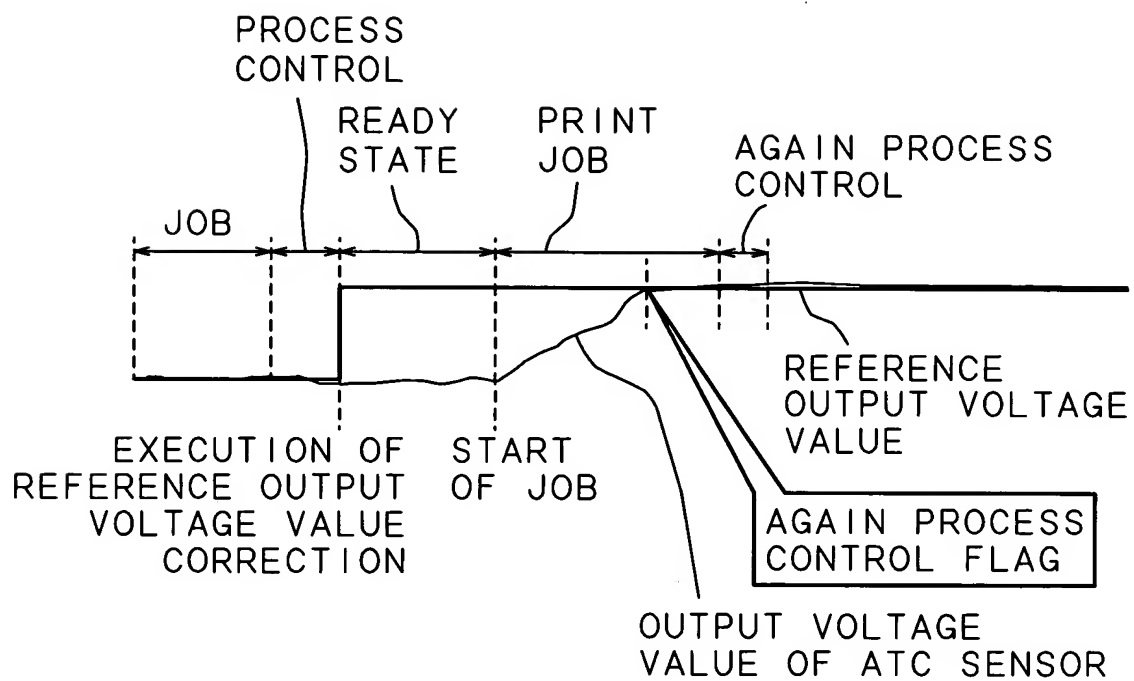 PROCESS
CONTROL
READY
STATE
PRINT
JOB
AGAIN PROCESS
CONTROL
JOB
REFERENCE
OUTPUT VOLTAGE
VALUE
EXECUTION OF
REFERENCE OUTPUT
VOLTAGE VALUE
CORRECTION
START
OF JOB
AGAIN PROCESS
CONTROL FLAG
OUTPUT VOLTAGE
VALUE OF ATC SENSOR